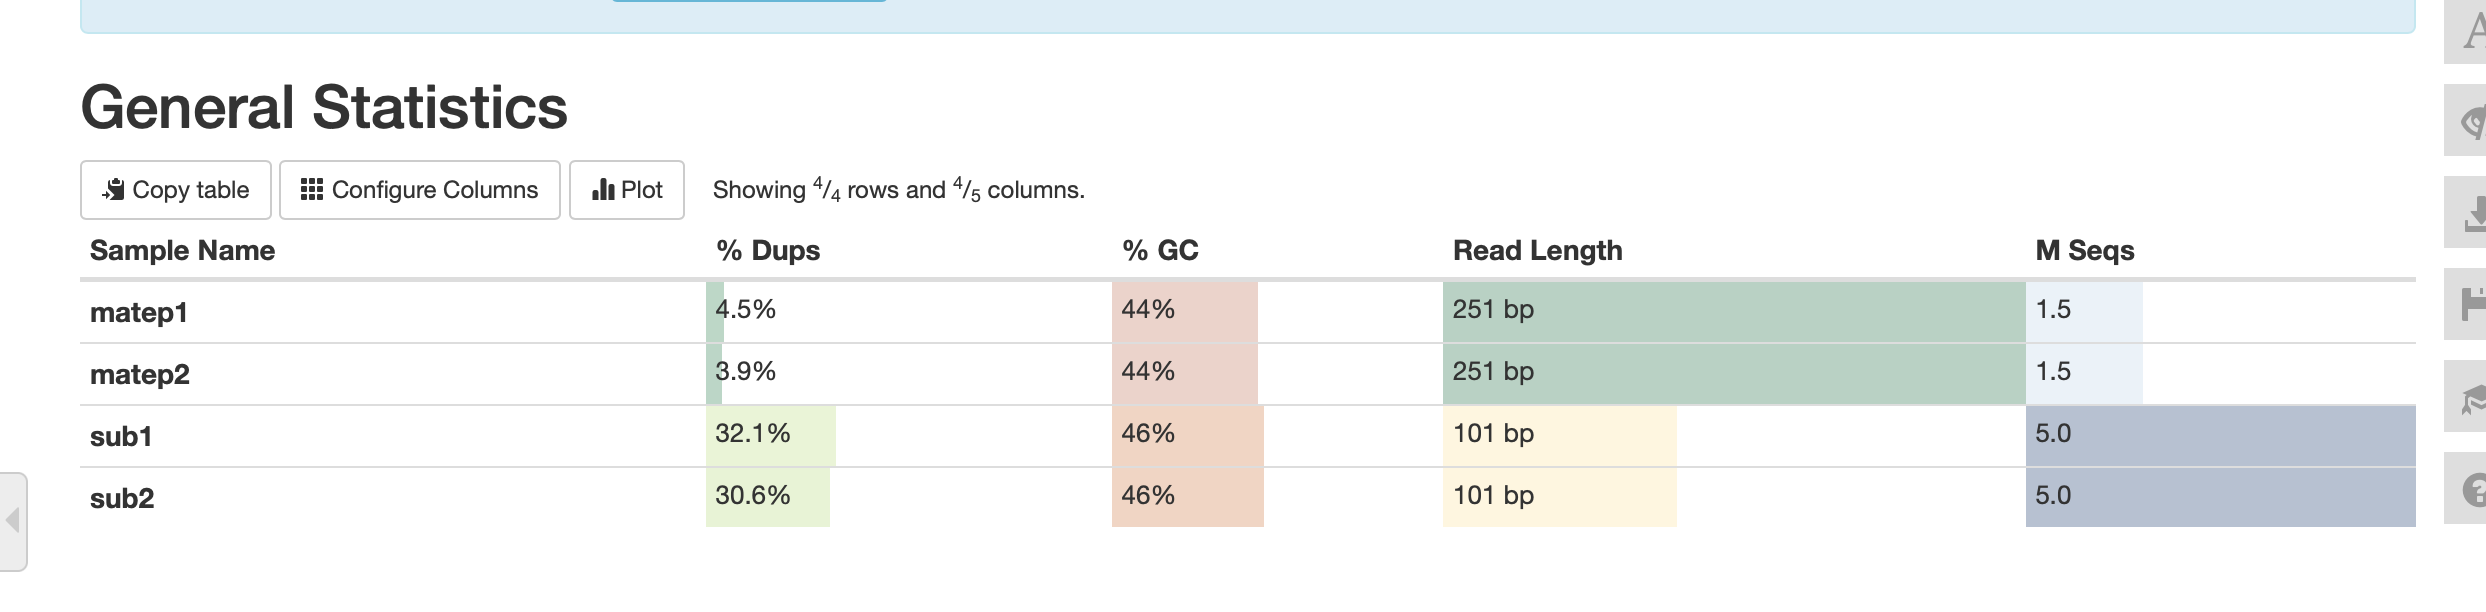 General Statistics
Copy table Configure Columns Plot Showing 4/4 rows and 4/5 columns.
Sample Name % Dups % GC Read Length M Seqs
matep1 4.5% 44% 251 bp 1.5
matep2 3.9% 44% 251 bp 1.5
sub1 32.1% 46% 101 bp 5.0
sub2 30.6% 46% 101 bp 5.0